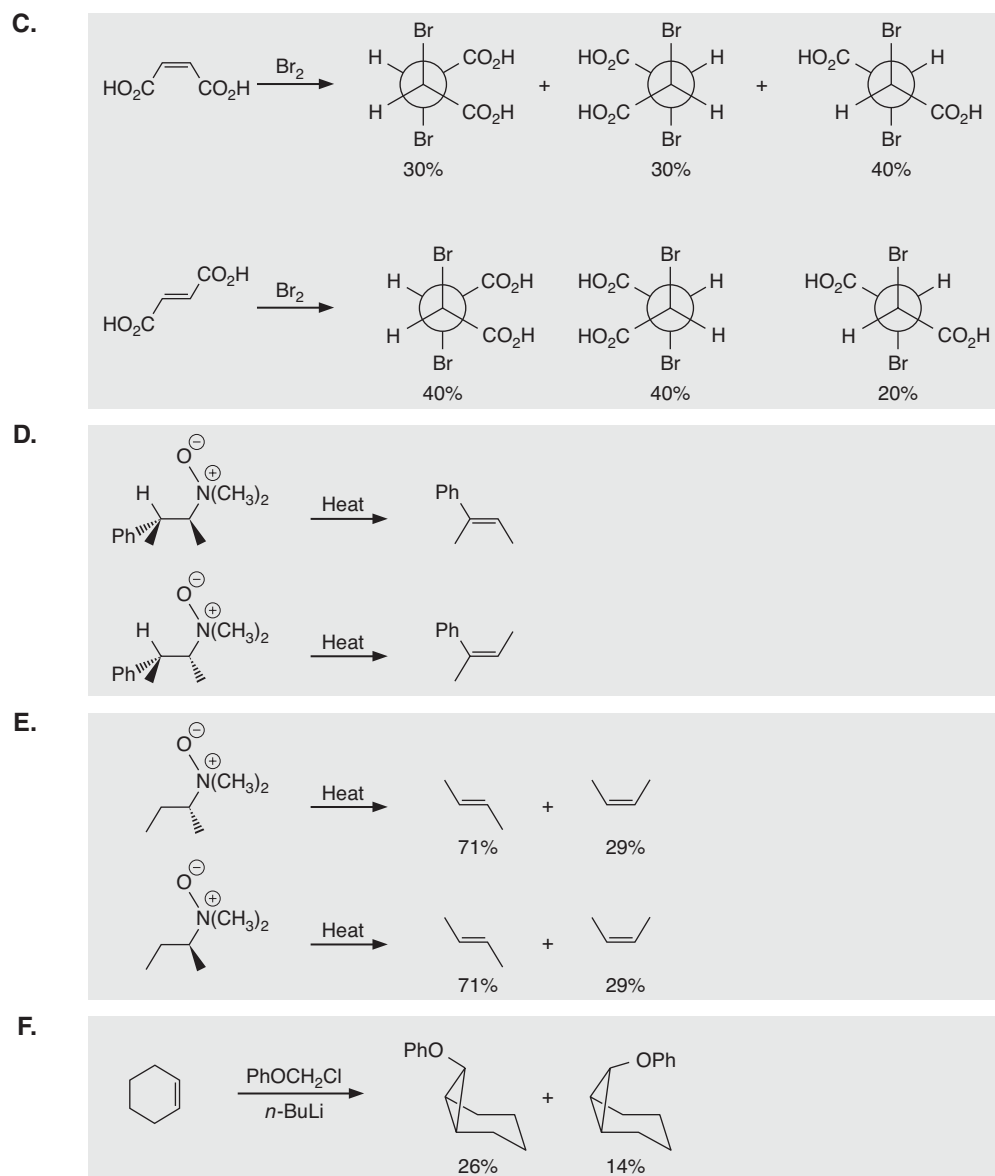 C.
HO₂C CO₂H Br₂ Br H CO₂H H CO₂H Br 30% + Br HO₂C H HO₂C H Br 30% + Br HO₂C H H CO₂H Br 40%
HO₂C CO₂H Br₂ Br H CO₂H H CO₂H Br 40% Br HO₂C H HO₂C H Br 40% Br HO₂C H H CO₂H Br 20%
D.
O⊖ ⊕ H N(CH₃)₂ Ph Heat Ph
O⊖ ⊕ H N(CH₃)₂ Ph Heat Ph
E.
O⊖ ⊕ N(CH₃)₂ Heat 71% + 29%
O⊖ ⊕ N(CH₃)₂ Heat 71% + 29%
F.
PhOCH₂Cl
n-BuLi
PhO 26% + OPh 14%